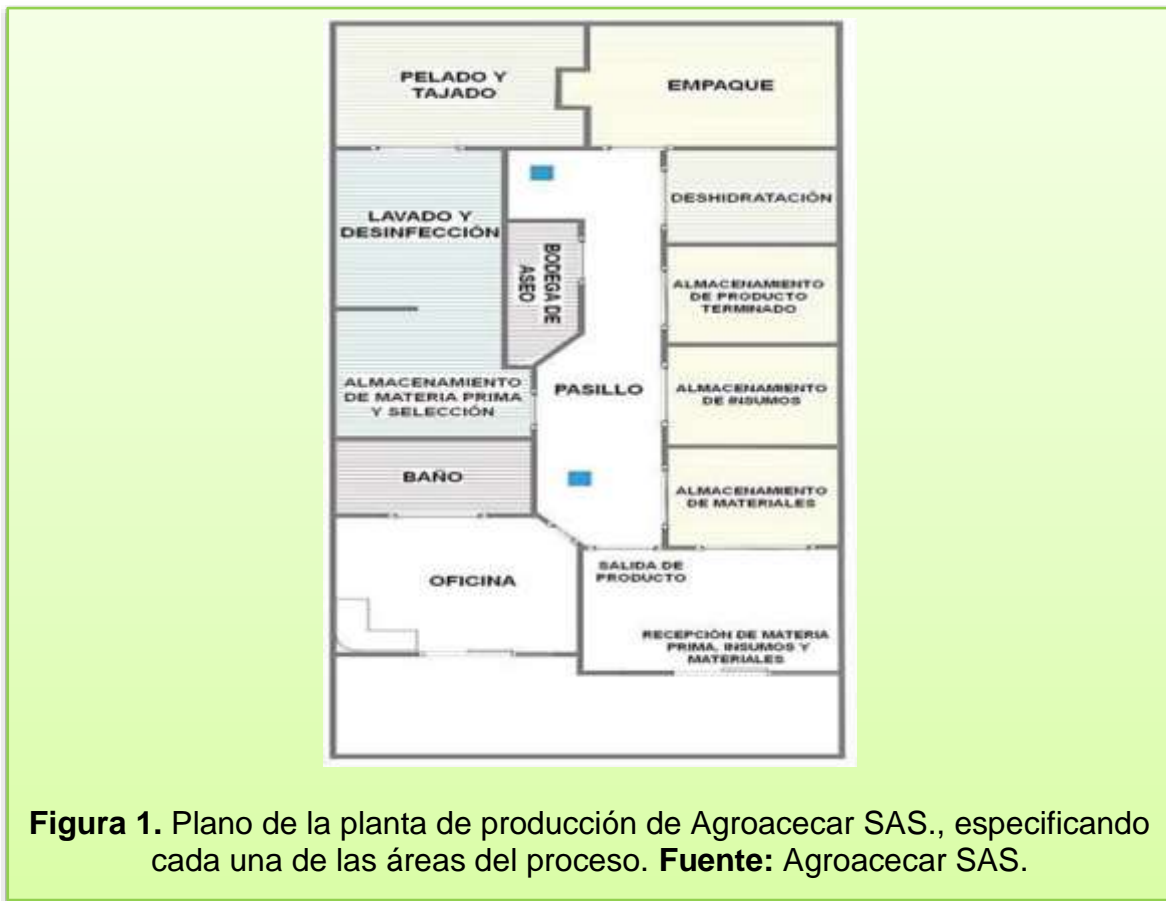 PELADO Y
TAJADO
EMPAQUE
LAVADO Y
DESINFECCIÓN
BODEGA DE
ASEO
DESHIDRATACIÓN
ALMACENAMIENTO
DE PRODUCTO
TERMINADO
ALMACENAMIENTO
DE MATERIA PRIMA
Y SELECCIÓN
PASILLO
ALMACENAMIENTO
DE INSUMOS
BAÑO
ALMACENAMIENTO
DE MATERIALES
OFICINA
SALIDA DE
PRODUCTO
RECEPCIÓN DE MATERIA
PRIMA, INSUMOS Y
MATERIALES
Figura 1. Plano de la planta de producción de Agroacecar SAS., especificando
cada una de las áreas del proceso. Fuente: Agroacecar SAS.